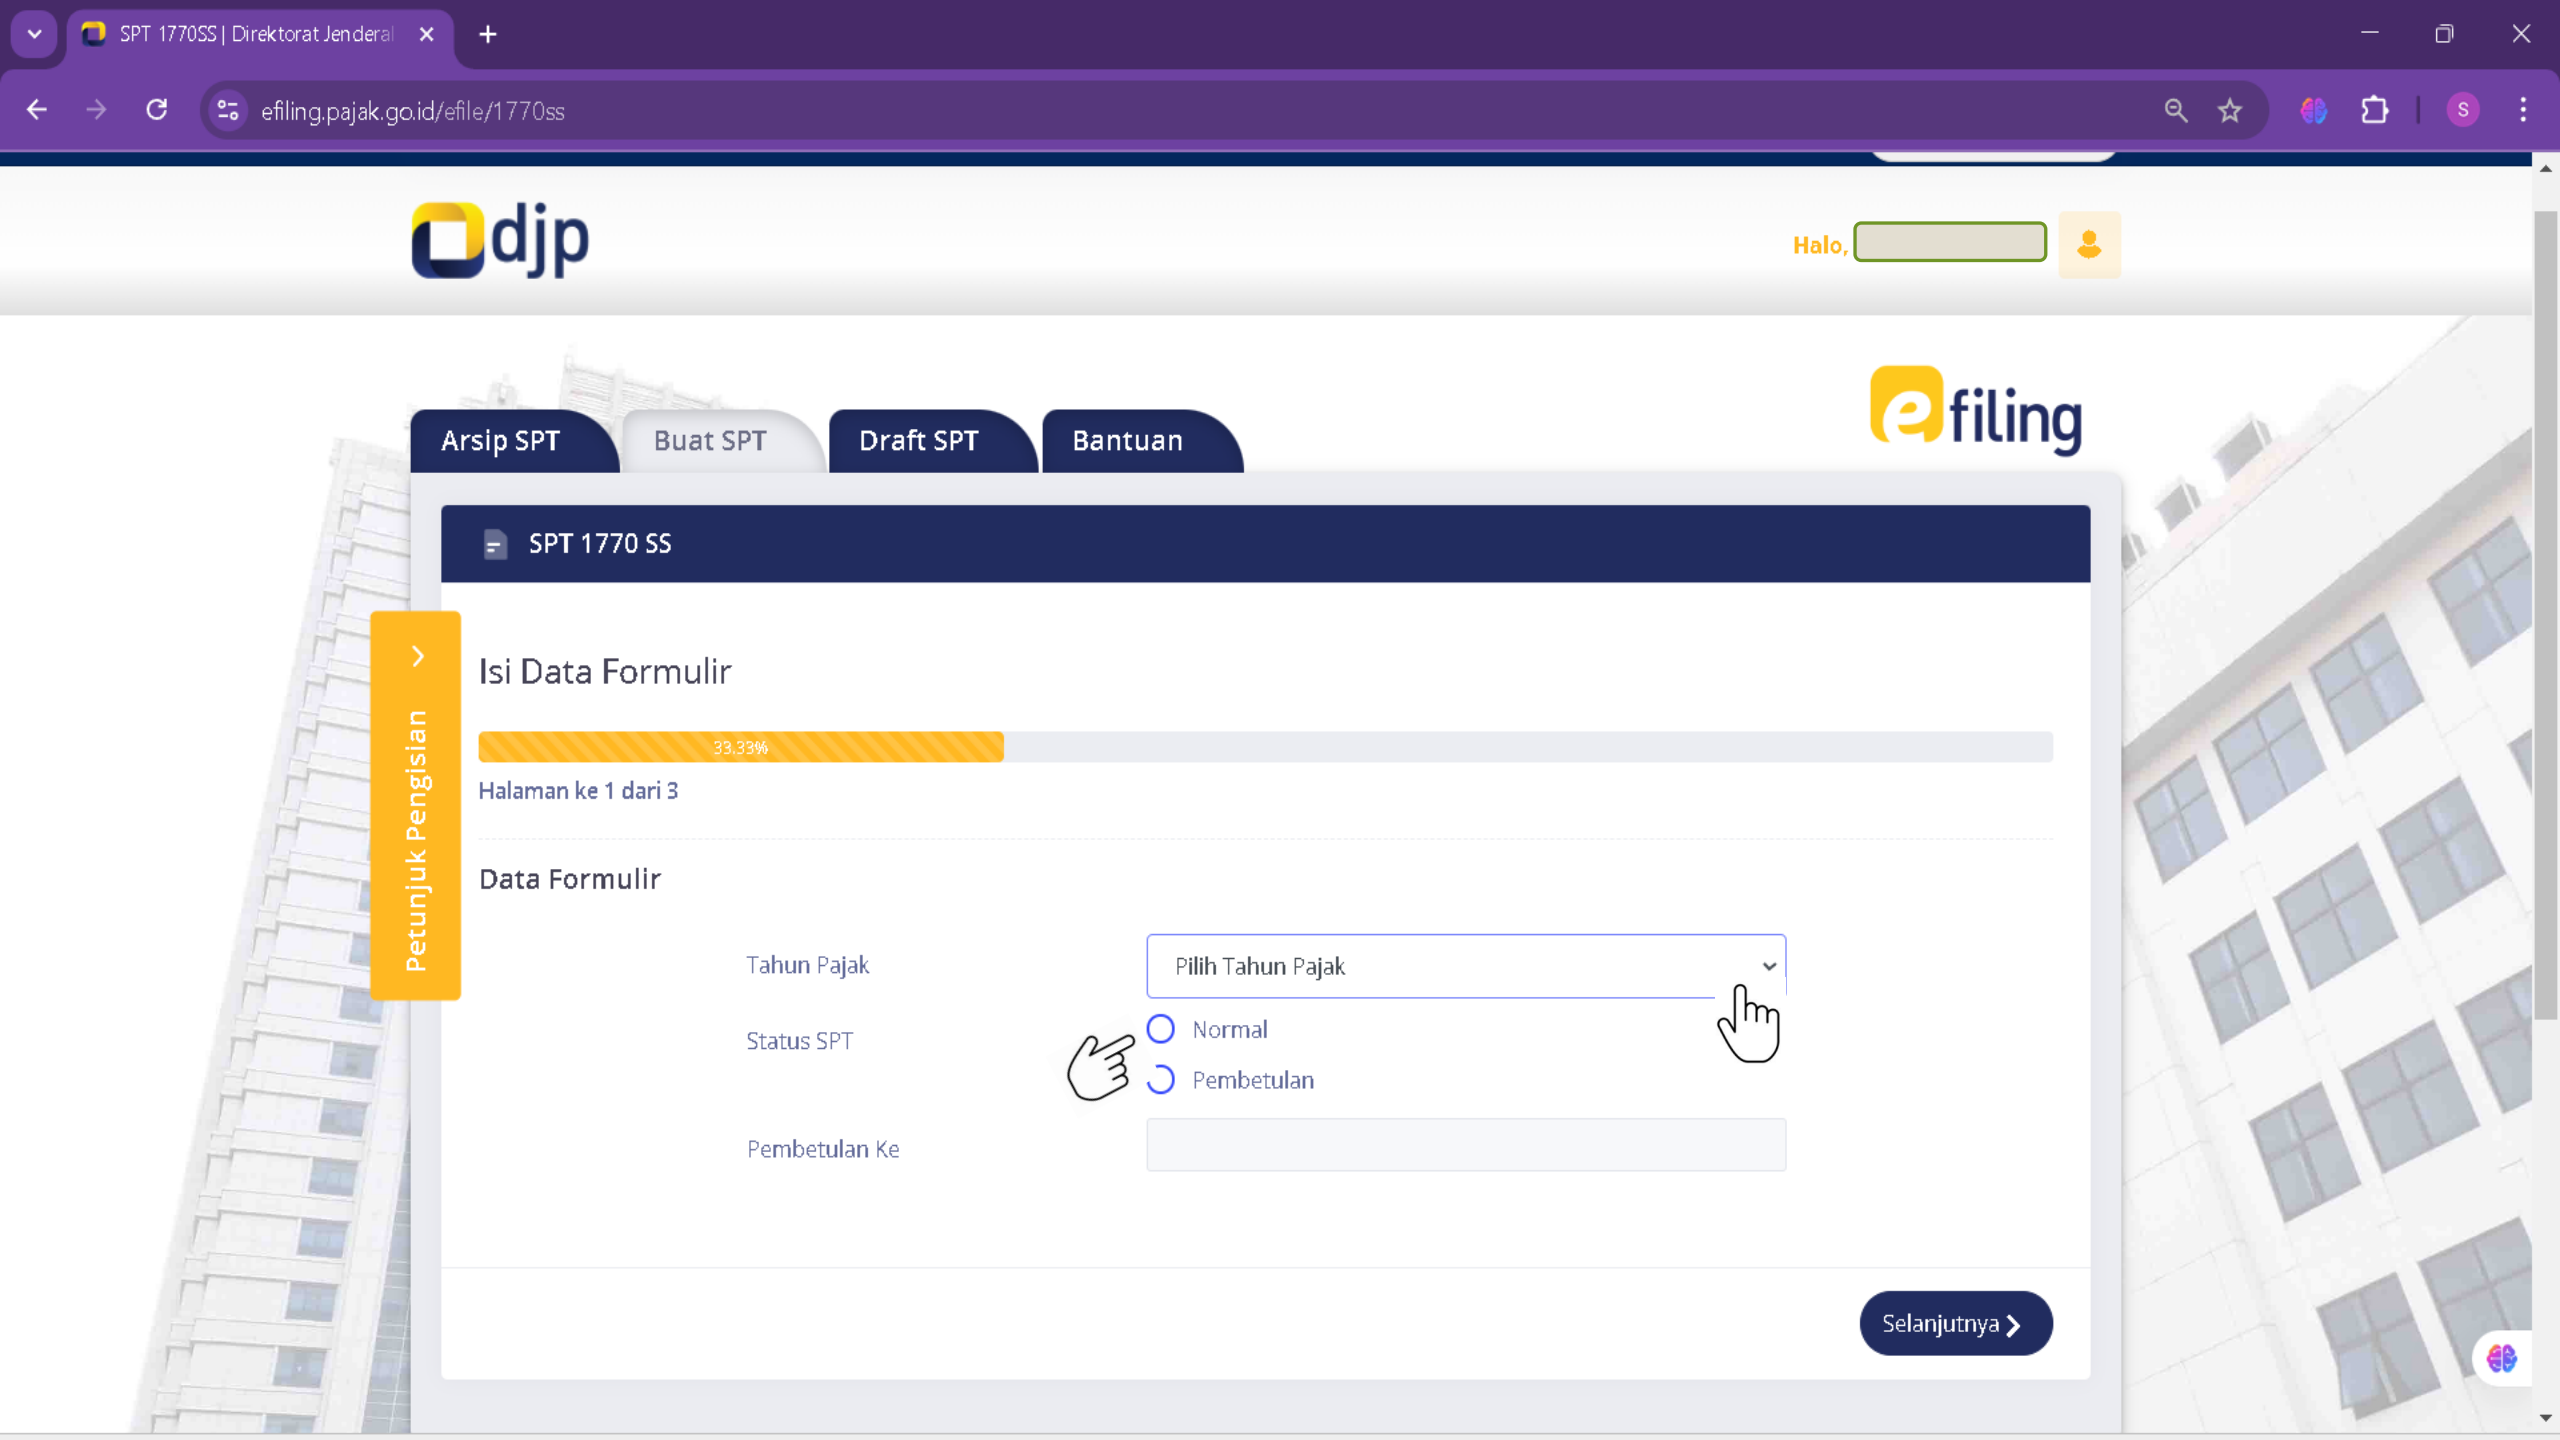 SPT 1770SS | Direktorat Jendera
efiling.pajak.go.id/efile/1770ss
S
djp
Halo,
Arsip SPT
Buat SPT
Draft SPT
Bantuan
efiling
SPT 1770 SS
Isi Data Formulir
33.33%
Halaman ke 1 dari 3
Petunjuk Pengisian
Data Formulir
Tahun Pajak
Pilih Tahun Pajak
Status SPT
Normal
Pembetulan
Pembetulan Ke
Selanjutnya